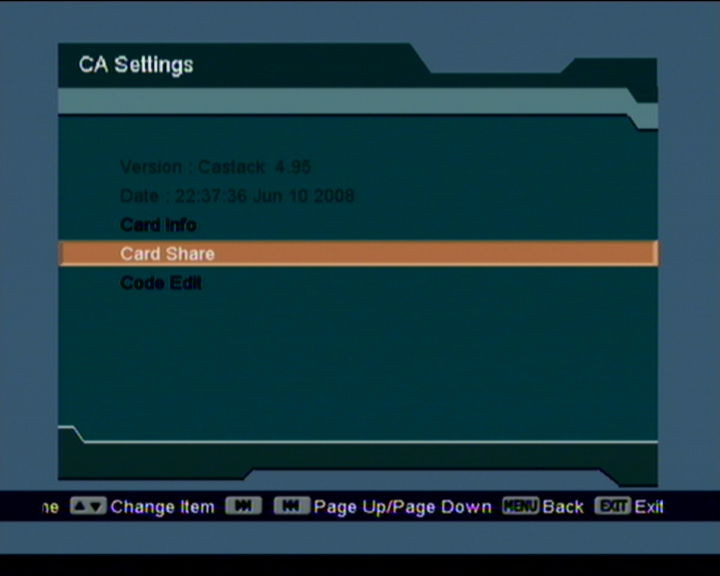 CA Settings
Version : Castack 4.95
Date : 22:37:36 Jun 10 2008
Card Info
Card Share
Code Edit
ne Change Item Page Up/Page Down MENU Back EXIT Exit